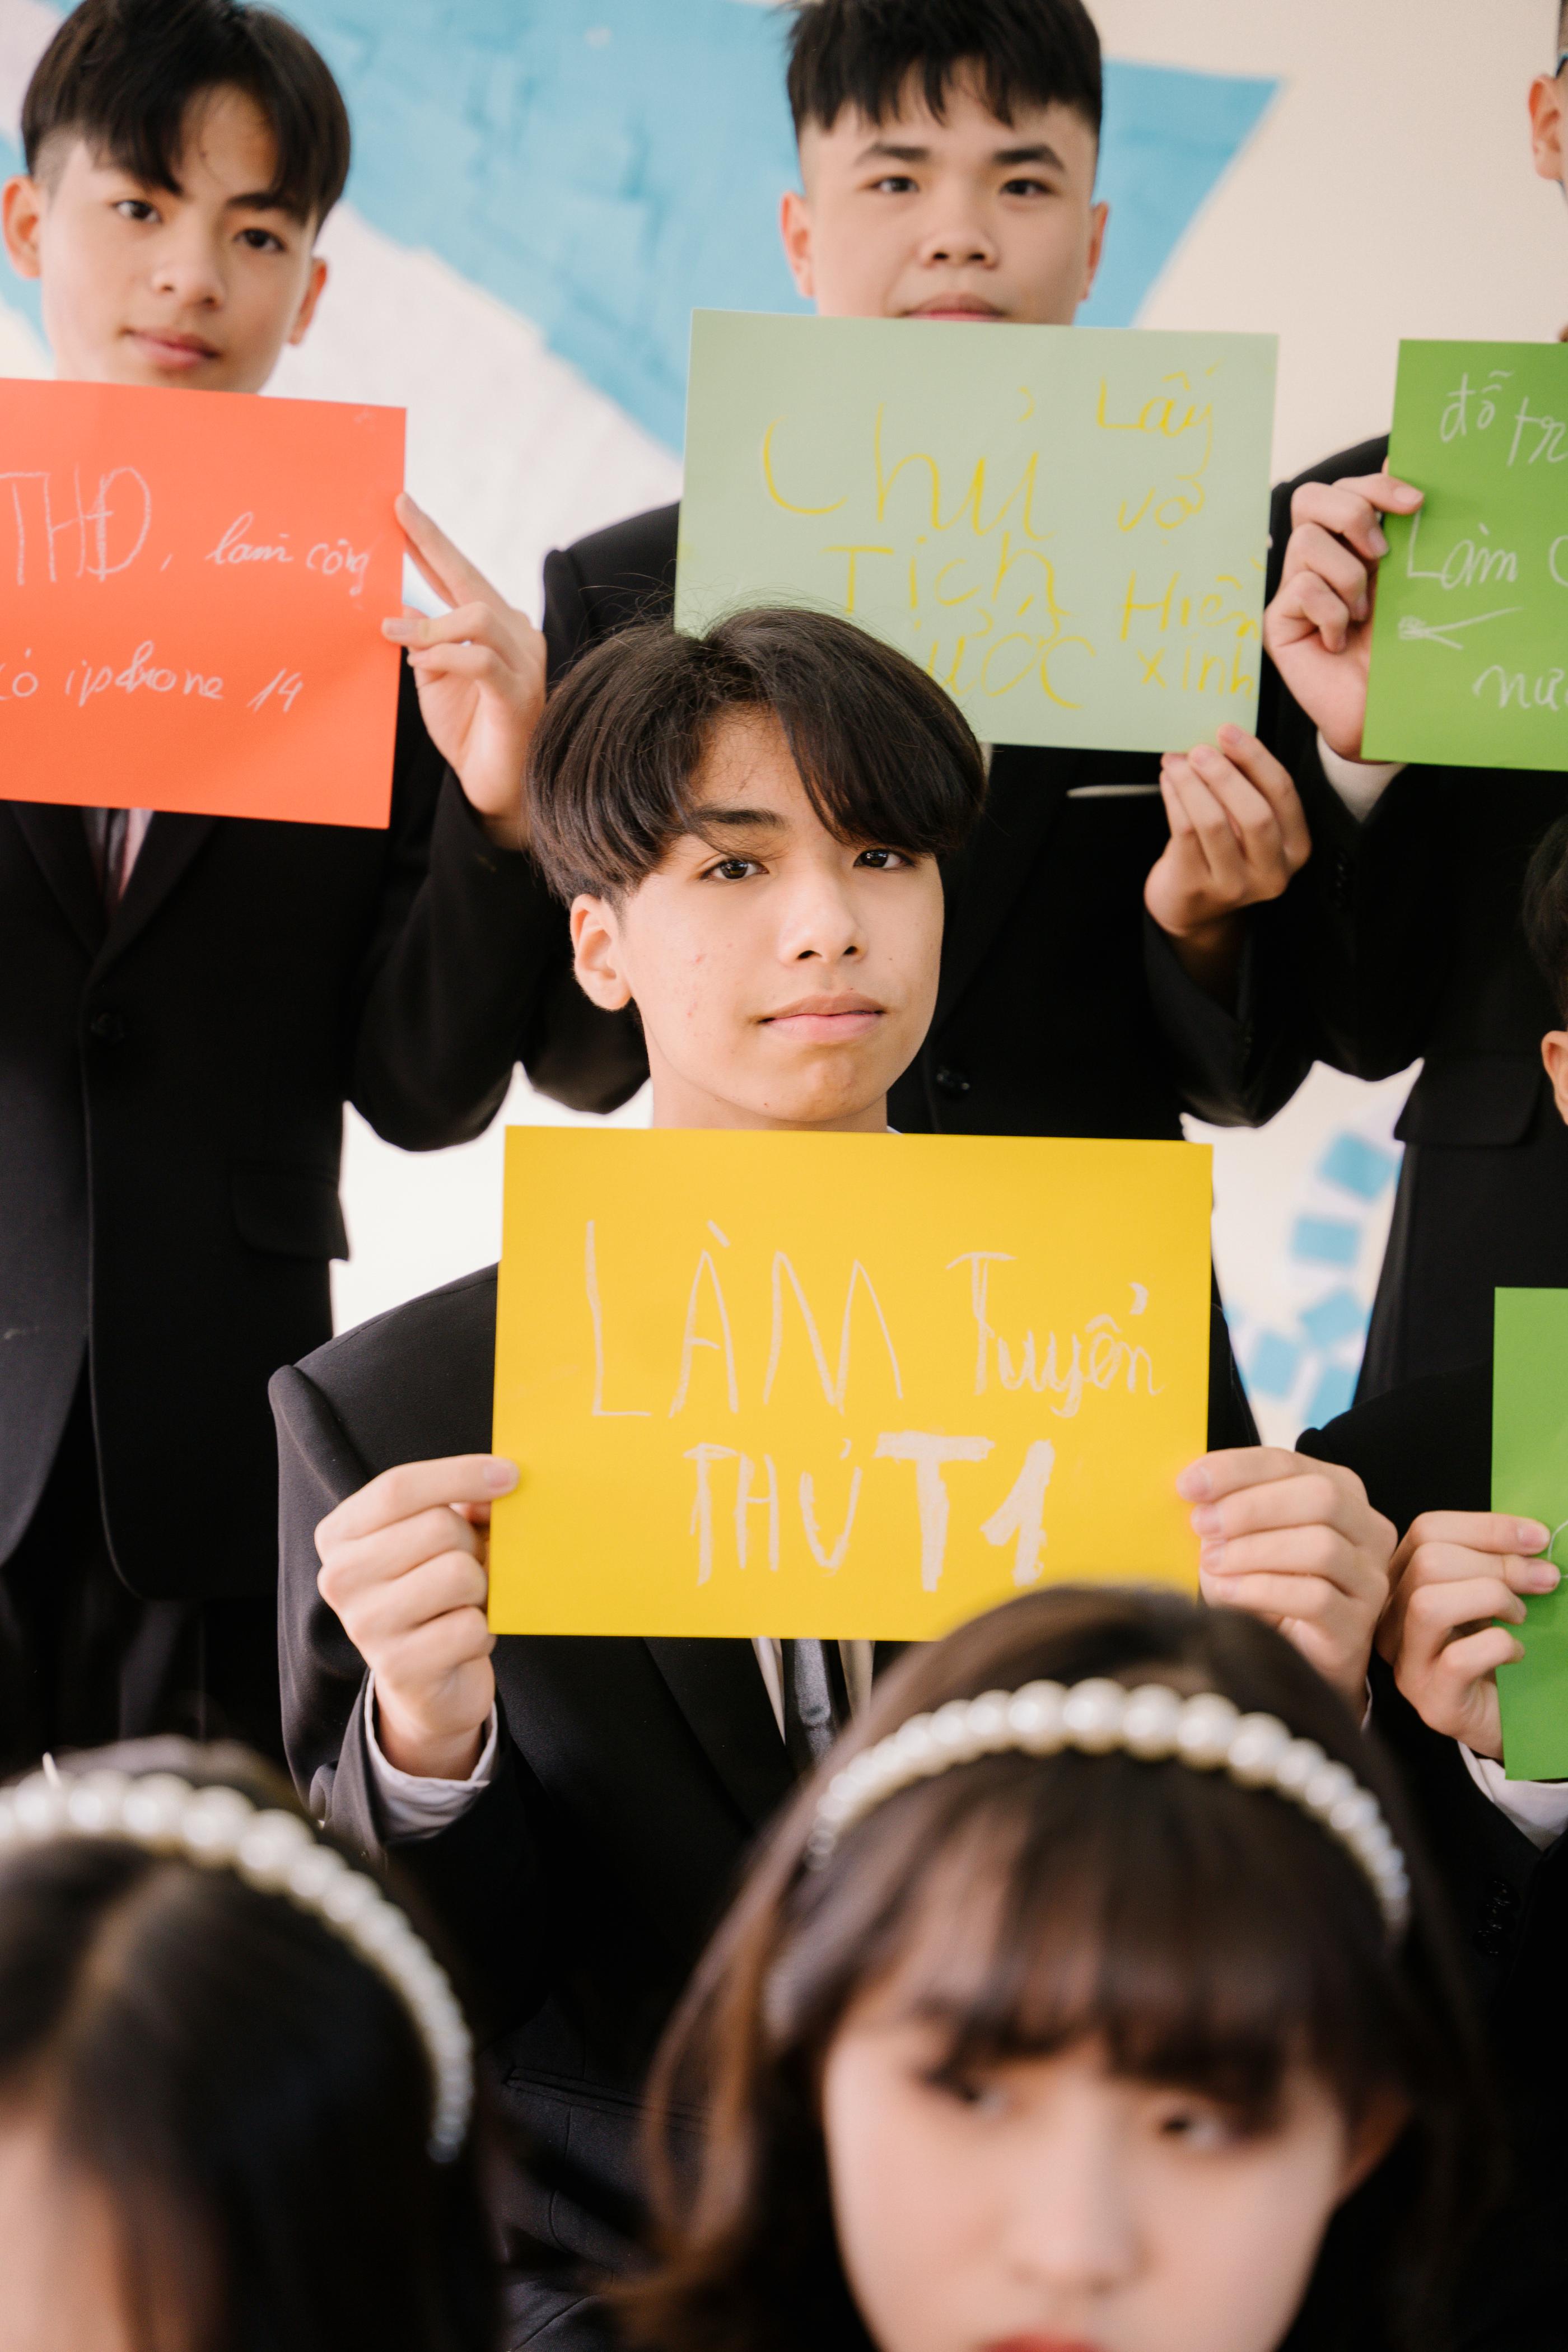 THĐ, làm công
có iphone 14
Chủ
Tịch
nước
Lấy
vợ
Hiền
xinh
đỗ
Làm
LÀM Tuyển
THỦ T1